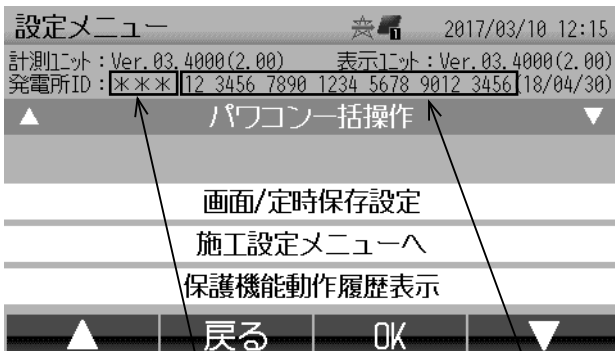 設定メニュー 2017/03/10 12:15
計測ﾕﾆｯﾄ：Ver.03.4000(2.00) 表示ﾕﾆｯﾄ：Ver.03.4000(2.00)
発電所ID：＊＊＊ 12 3456 7890 1234 5678 9012 3456(18/04/30)
▲ パワコン一括操作 ▼
画面/定時保存設定
施工設定メニューへ
保護機能動作履歴表示
▲ 戻る OK ▼